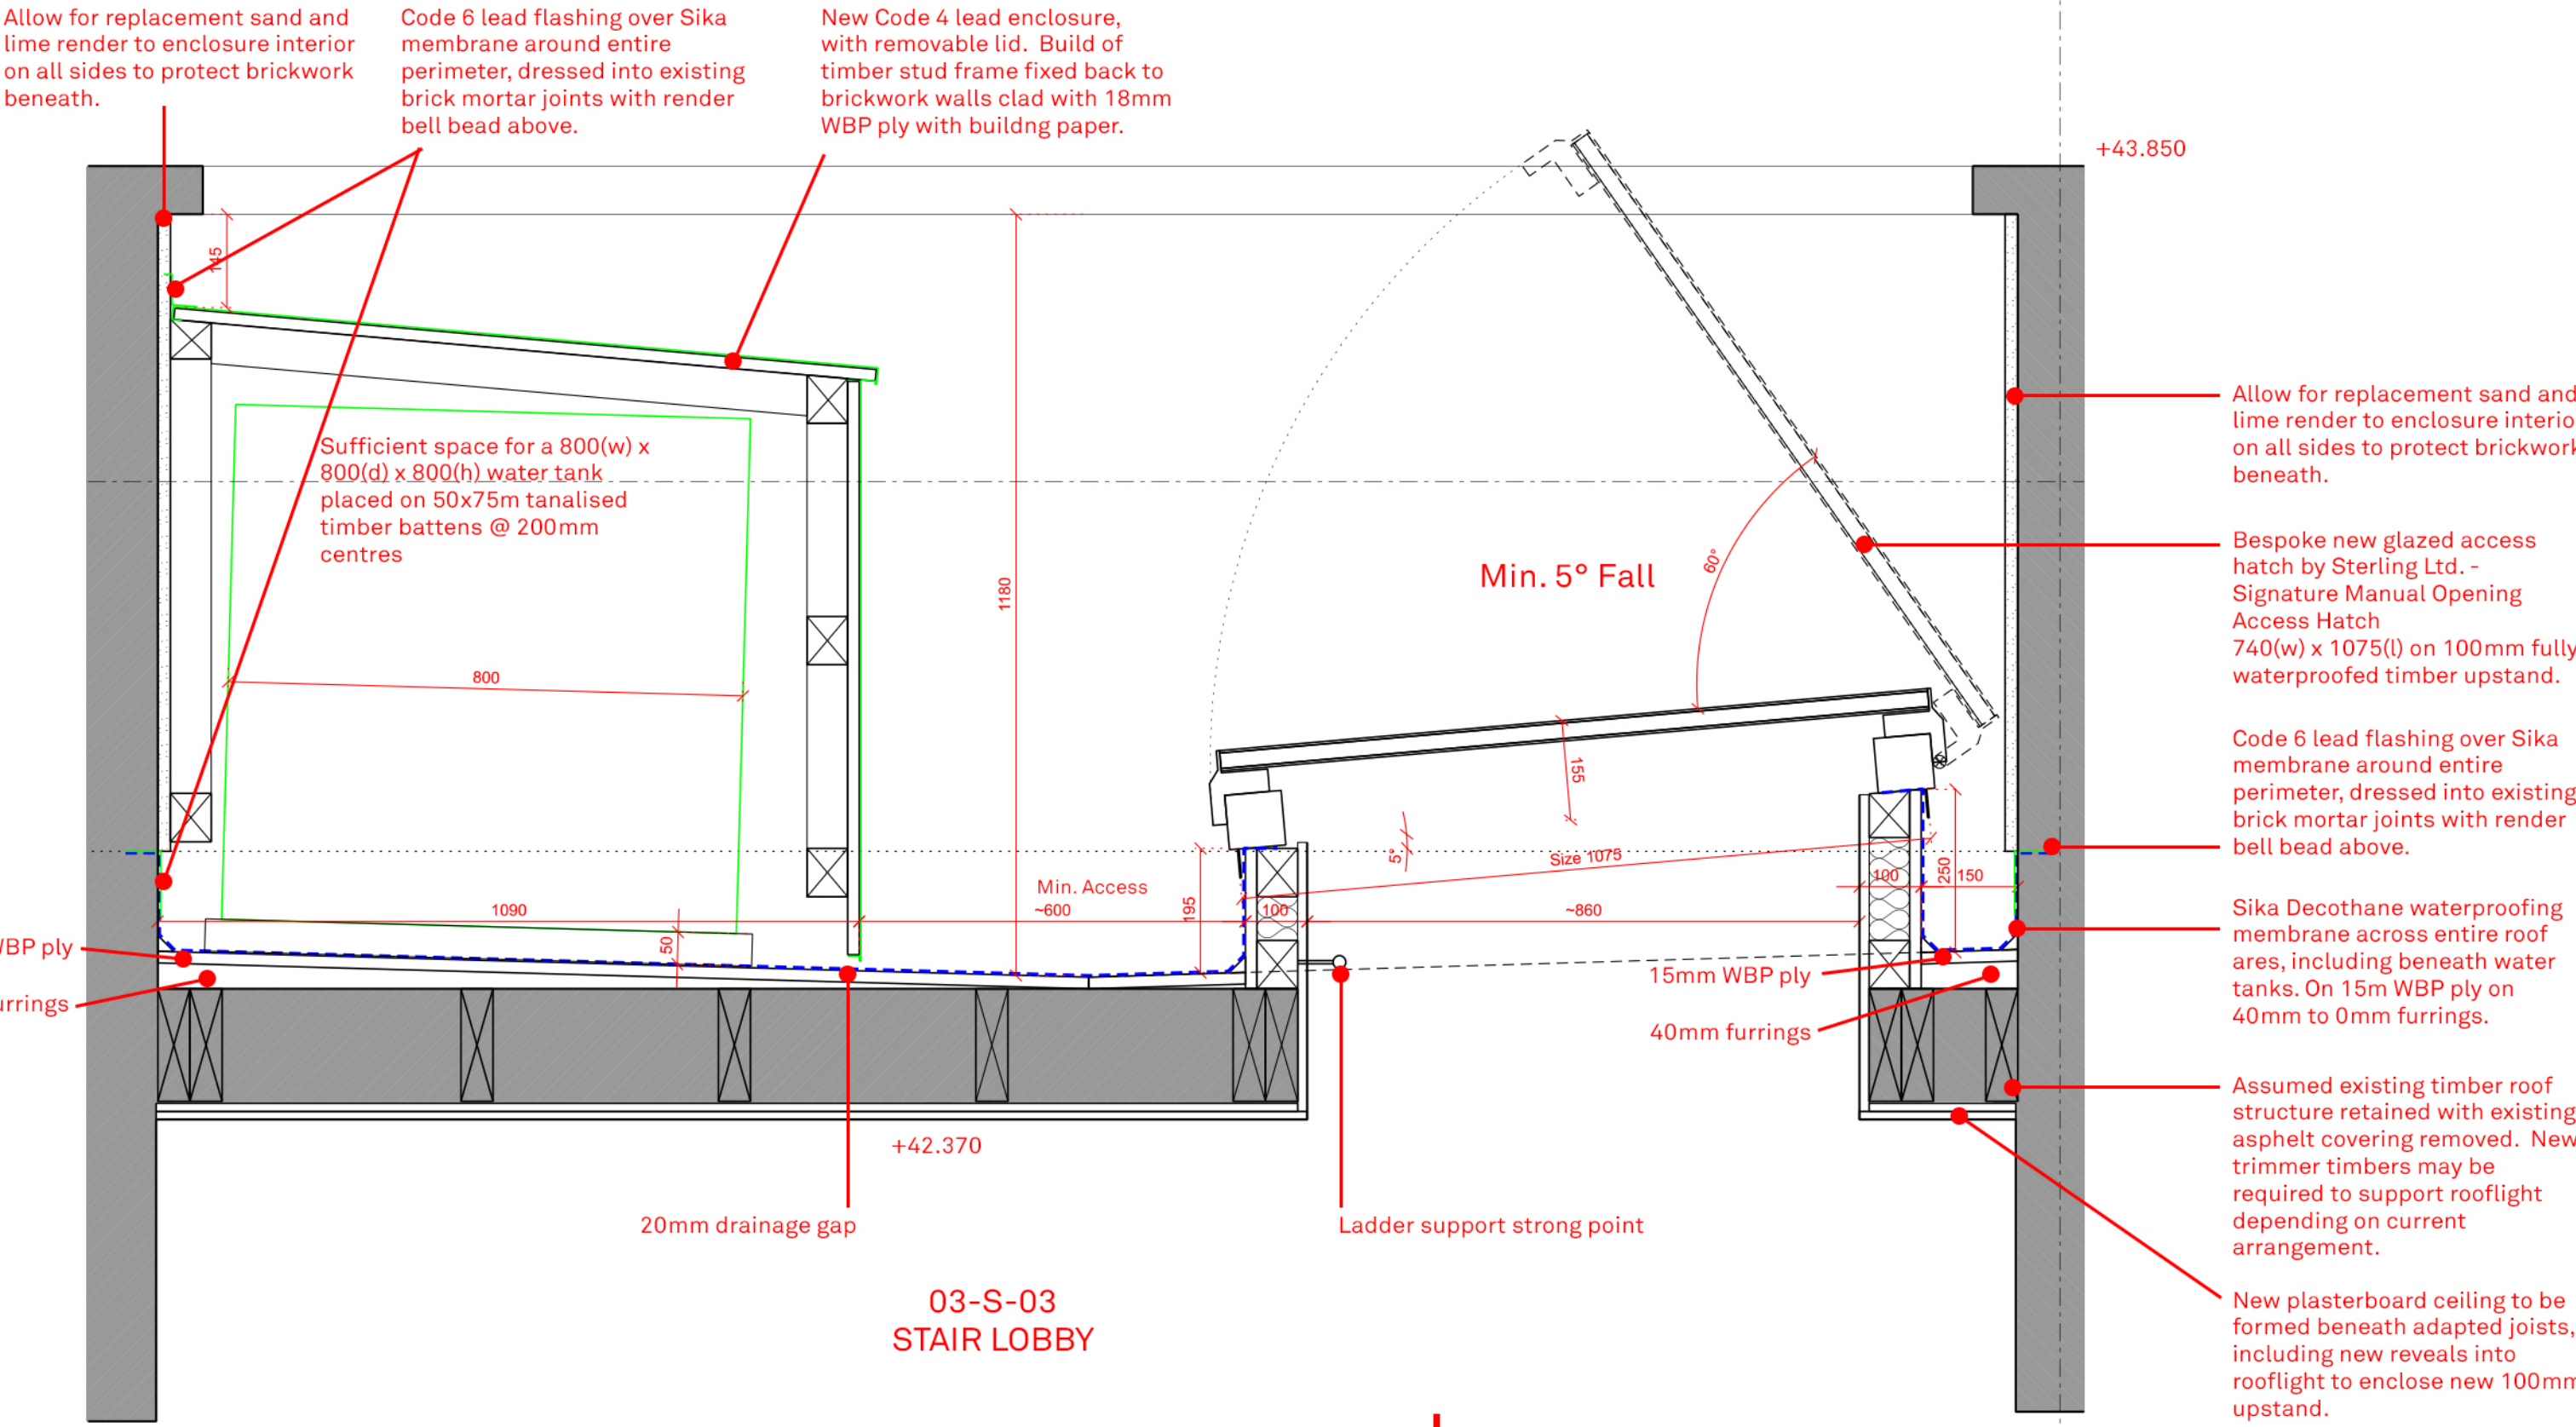 Allow for replacement sand and
lime render to enclosure interior
on all sides to protect brickwork
beneath.
Code 6 lead flashing over Sika
membrane around entire
perimeter, dressed into existing
brick mortar joints with render
bell bead above.
New Code 4 lead enclosure,
with removable lid. Build of
timber stud frame fixed back to
brickwork walls clad with 18mm
WBP ply with buildng paper.
+43.850
145
Sufficient space for a 800(w) x
800(d) x 800(h) water tank
placed on 50x75m tanalised
timber battens @ 200mm
centres
800
1180
Min. 5° Fall
60°
155
5°
Size 1075
Min. Access
1090
~600
195
100
~860
100
250
150
50
WBP ply
urrings
15mm WBP ply
40mm furrings
+42.370
20mm drainage gap
Ladder support strong point
03-S-03
STAIR LOBBY
Allow for replacement sand and
lime render to enclosure interio
on all sides to protect brickwork
beneath.
Bespoke new glazed access
hatch by Sterling Ltd. -
Signature Manual Opening
Access Hatch
740(w) x 1075(l) on 100mm fully
waterproofed timber upstand.
Code 6 lead flashing over Sika
membrane around entire
perimeter, dressed into existing
brick mortar joints with render
bell bead above.
Sika Decothane waterproofing
membrane across entire roof
ares, including beneath water
tanks. On 15m WBP ply on
40mm to 0mm furrings.
Assumed existing timber roof
structure retained with existing
asphelt covering removed. New
trimmer timbers may be
required to support rooflight
depending on current
arrangement.
New plasterboard ceiling to be
formed beneath adapted joists,
including new reveals into
rooflight to enclose new 100mm
upstand.